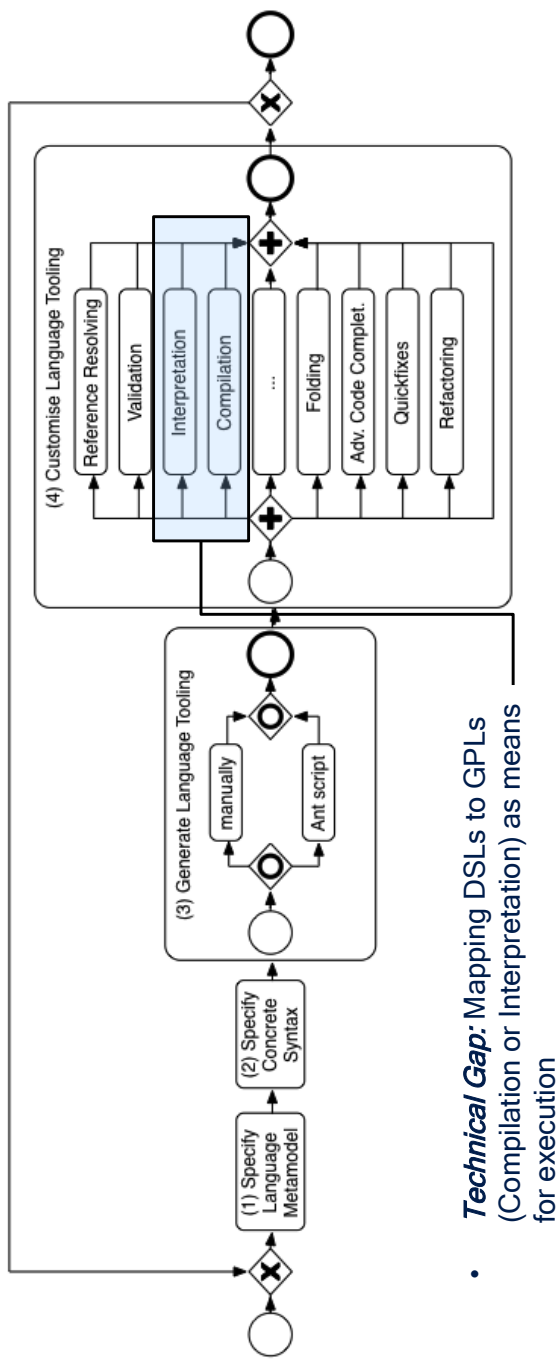 (1) Specify
Language
Metamodel
(2) Specify
Concrete
Syntax
(3) Generate Language Tooling
manually
Ant script
(4) Customise Language Tooling
Reference Resolving
Validation
Interpretation
Compilation
...
Folding
Adv. Code Complet.
Quickfixes
Refactoring
• Technical Gap: Mapping DSLs to GPLs
(Compilation or Interpretation) as means
for execution